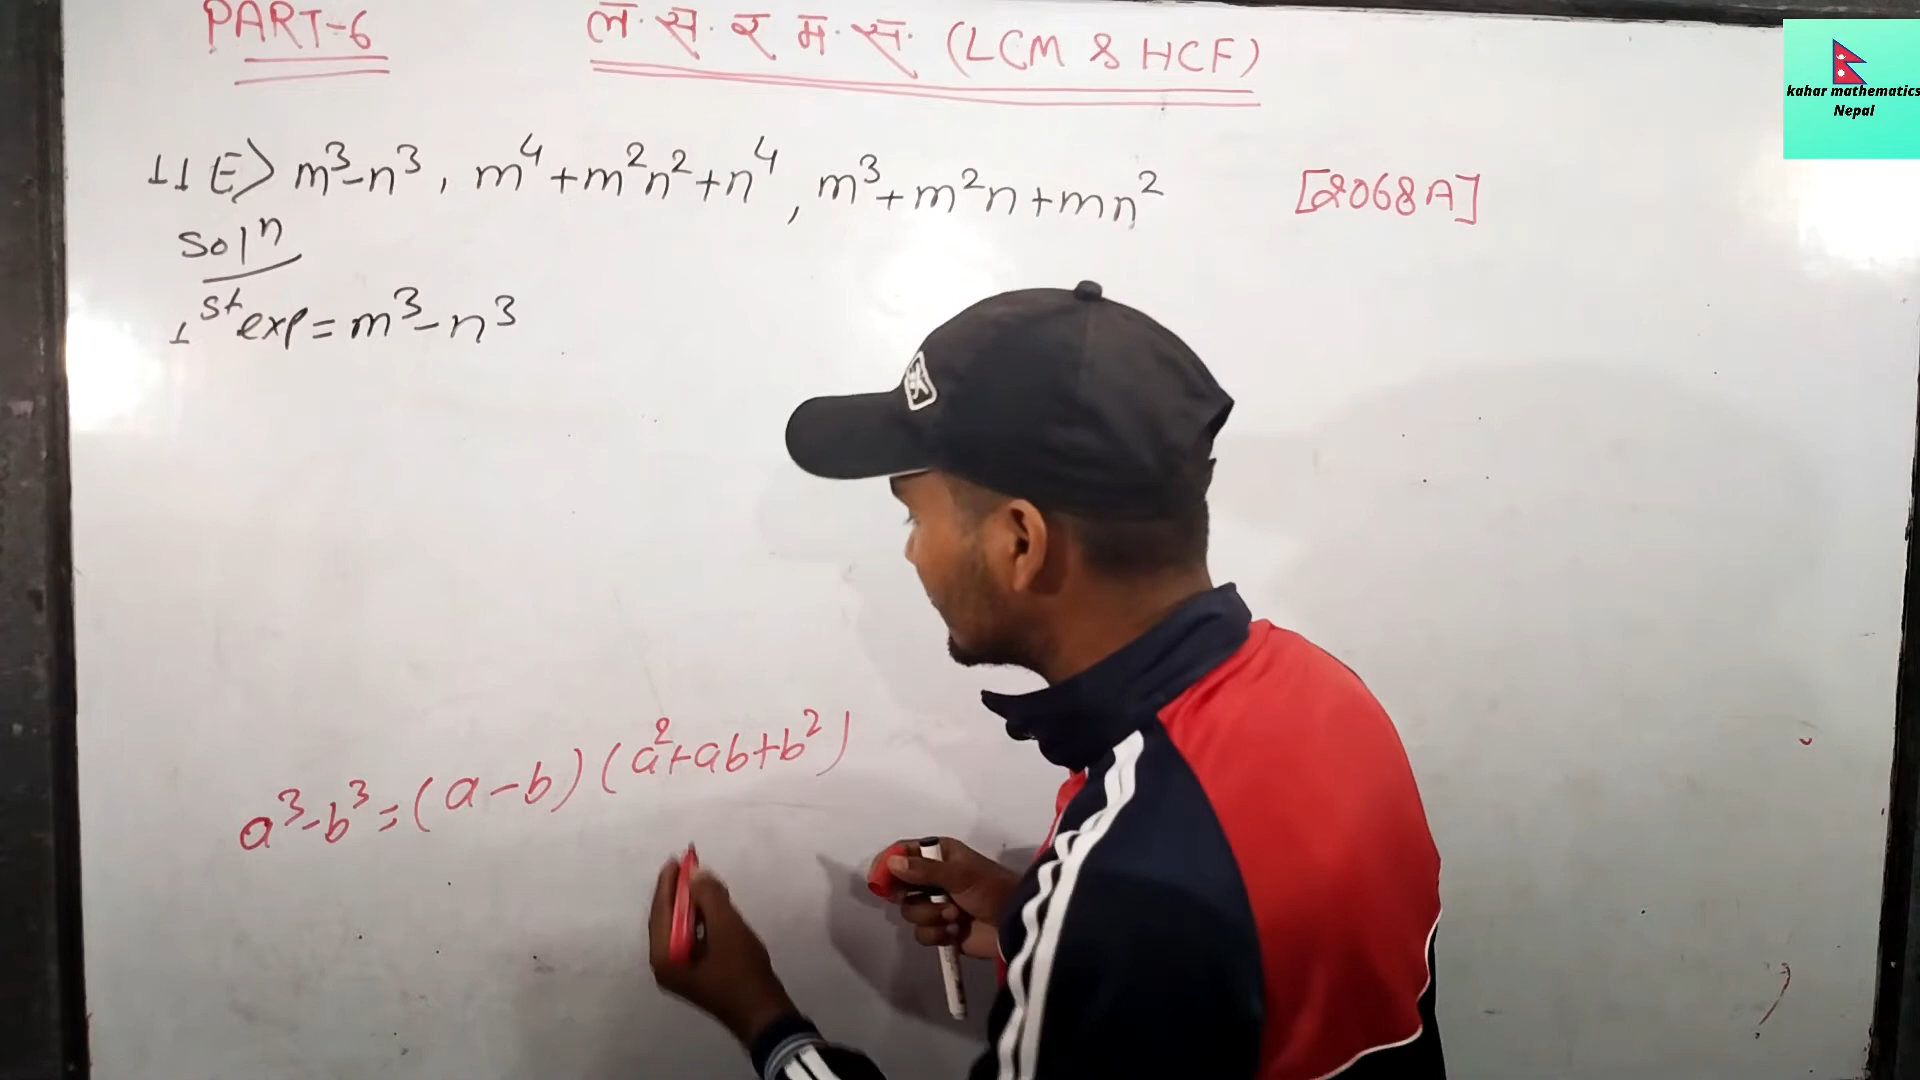 PART-6
ल. स. र म. स. (LCM & HCF)
kahar mathematics
Nepal
11 E> m³-n³, m⁴+m²n²+n⁴, m³+m²n+mn² [2068A]
Solⁿ
1st exp = m³-n³
a³-b³ = (a-b) (a²+ab+b²)